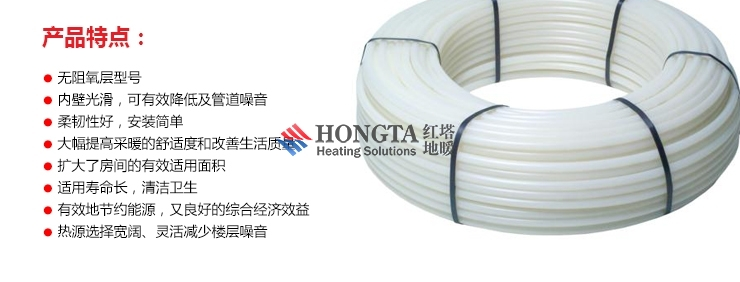 产品特点：
无阻氧层型号
内壁光滑，可有效降低及管道噪音
柔韧性好，安装简单
大幅提高采暖的舒适度和改善生活质量
扩大了房间的有效适用面积
适用寿命长，清洁卫生
有效地节约能源，又良好的综合经济效益
热源选择宽阔、灵活减少楼层噪音
HONGTA 红塔
Heating Solutions 地暖